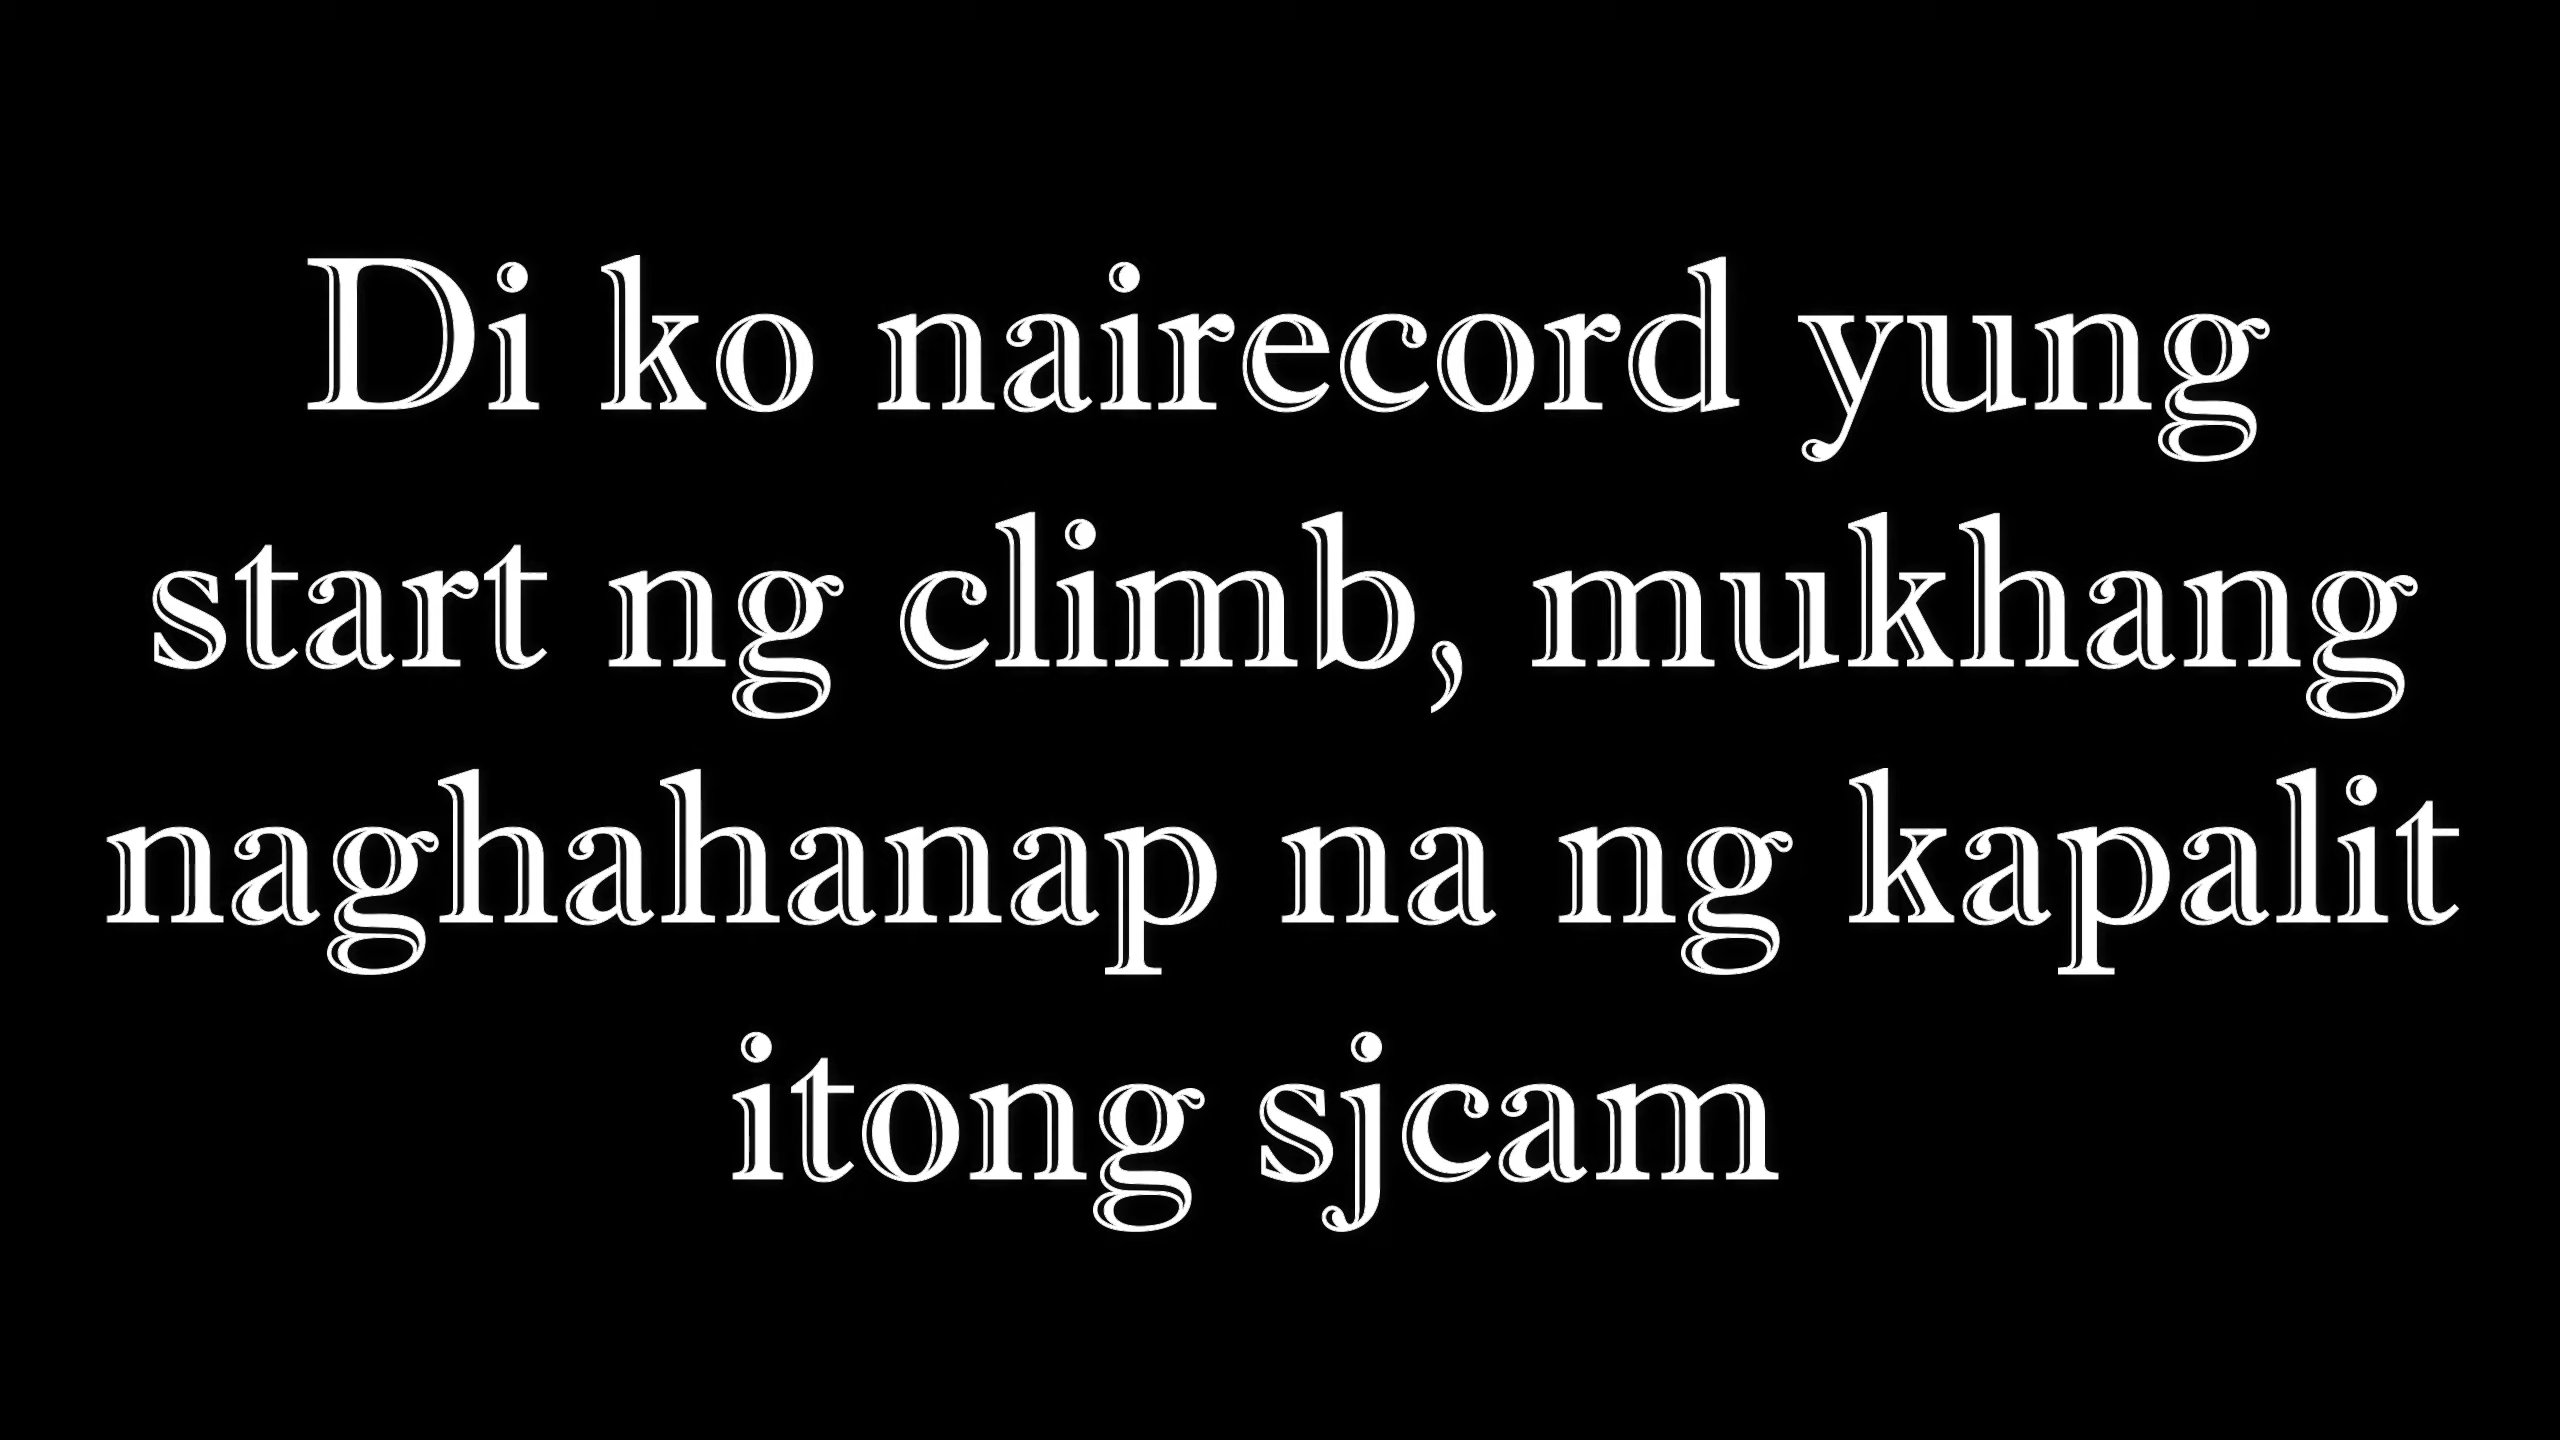 Di ko nairecord yung
start ng climb, mukhang
naghahanap na ng kapalit
itong sjcam